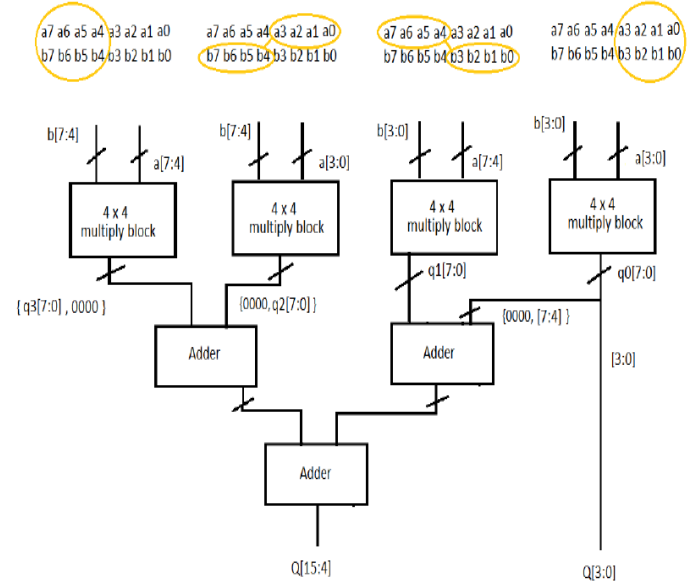 a7 a6 a5 a4 a3 a2 a1 a0
b7 b6 b5 b4 b3 b2 b1 b0
a7 a6 a5 a4 a3 a2 a1 a0
b7 b6 b5 b4 b3 b2 b1 b0
a7 a6 a5 a4 a3 a2 a1 a0
b7 b6 b5 b4 b3 b2 b1 b0
a7 a6 a5 a4 a3 a2 a1 a0
b7 b6 b5 b4 b3 b2 b1 b0
b[7:4]
a[7:4]
b[7:4]
a[3:0]
b[3:0]
a[7:4]
b[3:0]
a[3:0]
4 x 4
multiply block
4 x 4
multiply block
4 x 4
multiply block
4 x 4
multiply block
{ q3[7:0] , 0000 }
{0000, q2[7:0] }
q1[7:0]
q0[7:0]
{0000, [7:4] }
Adder
Adder
[3:0]
Adder
Q[15:4]
Q[3:0]